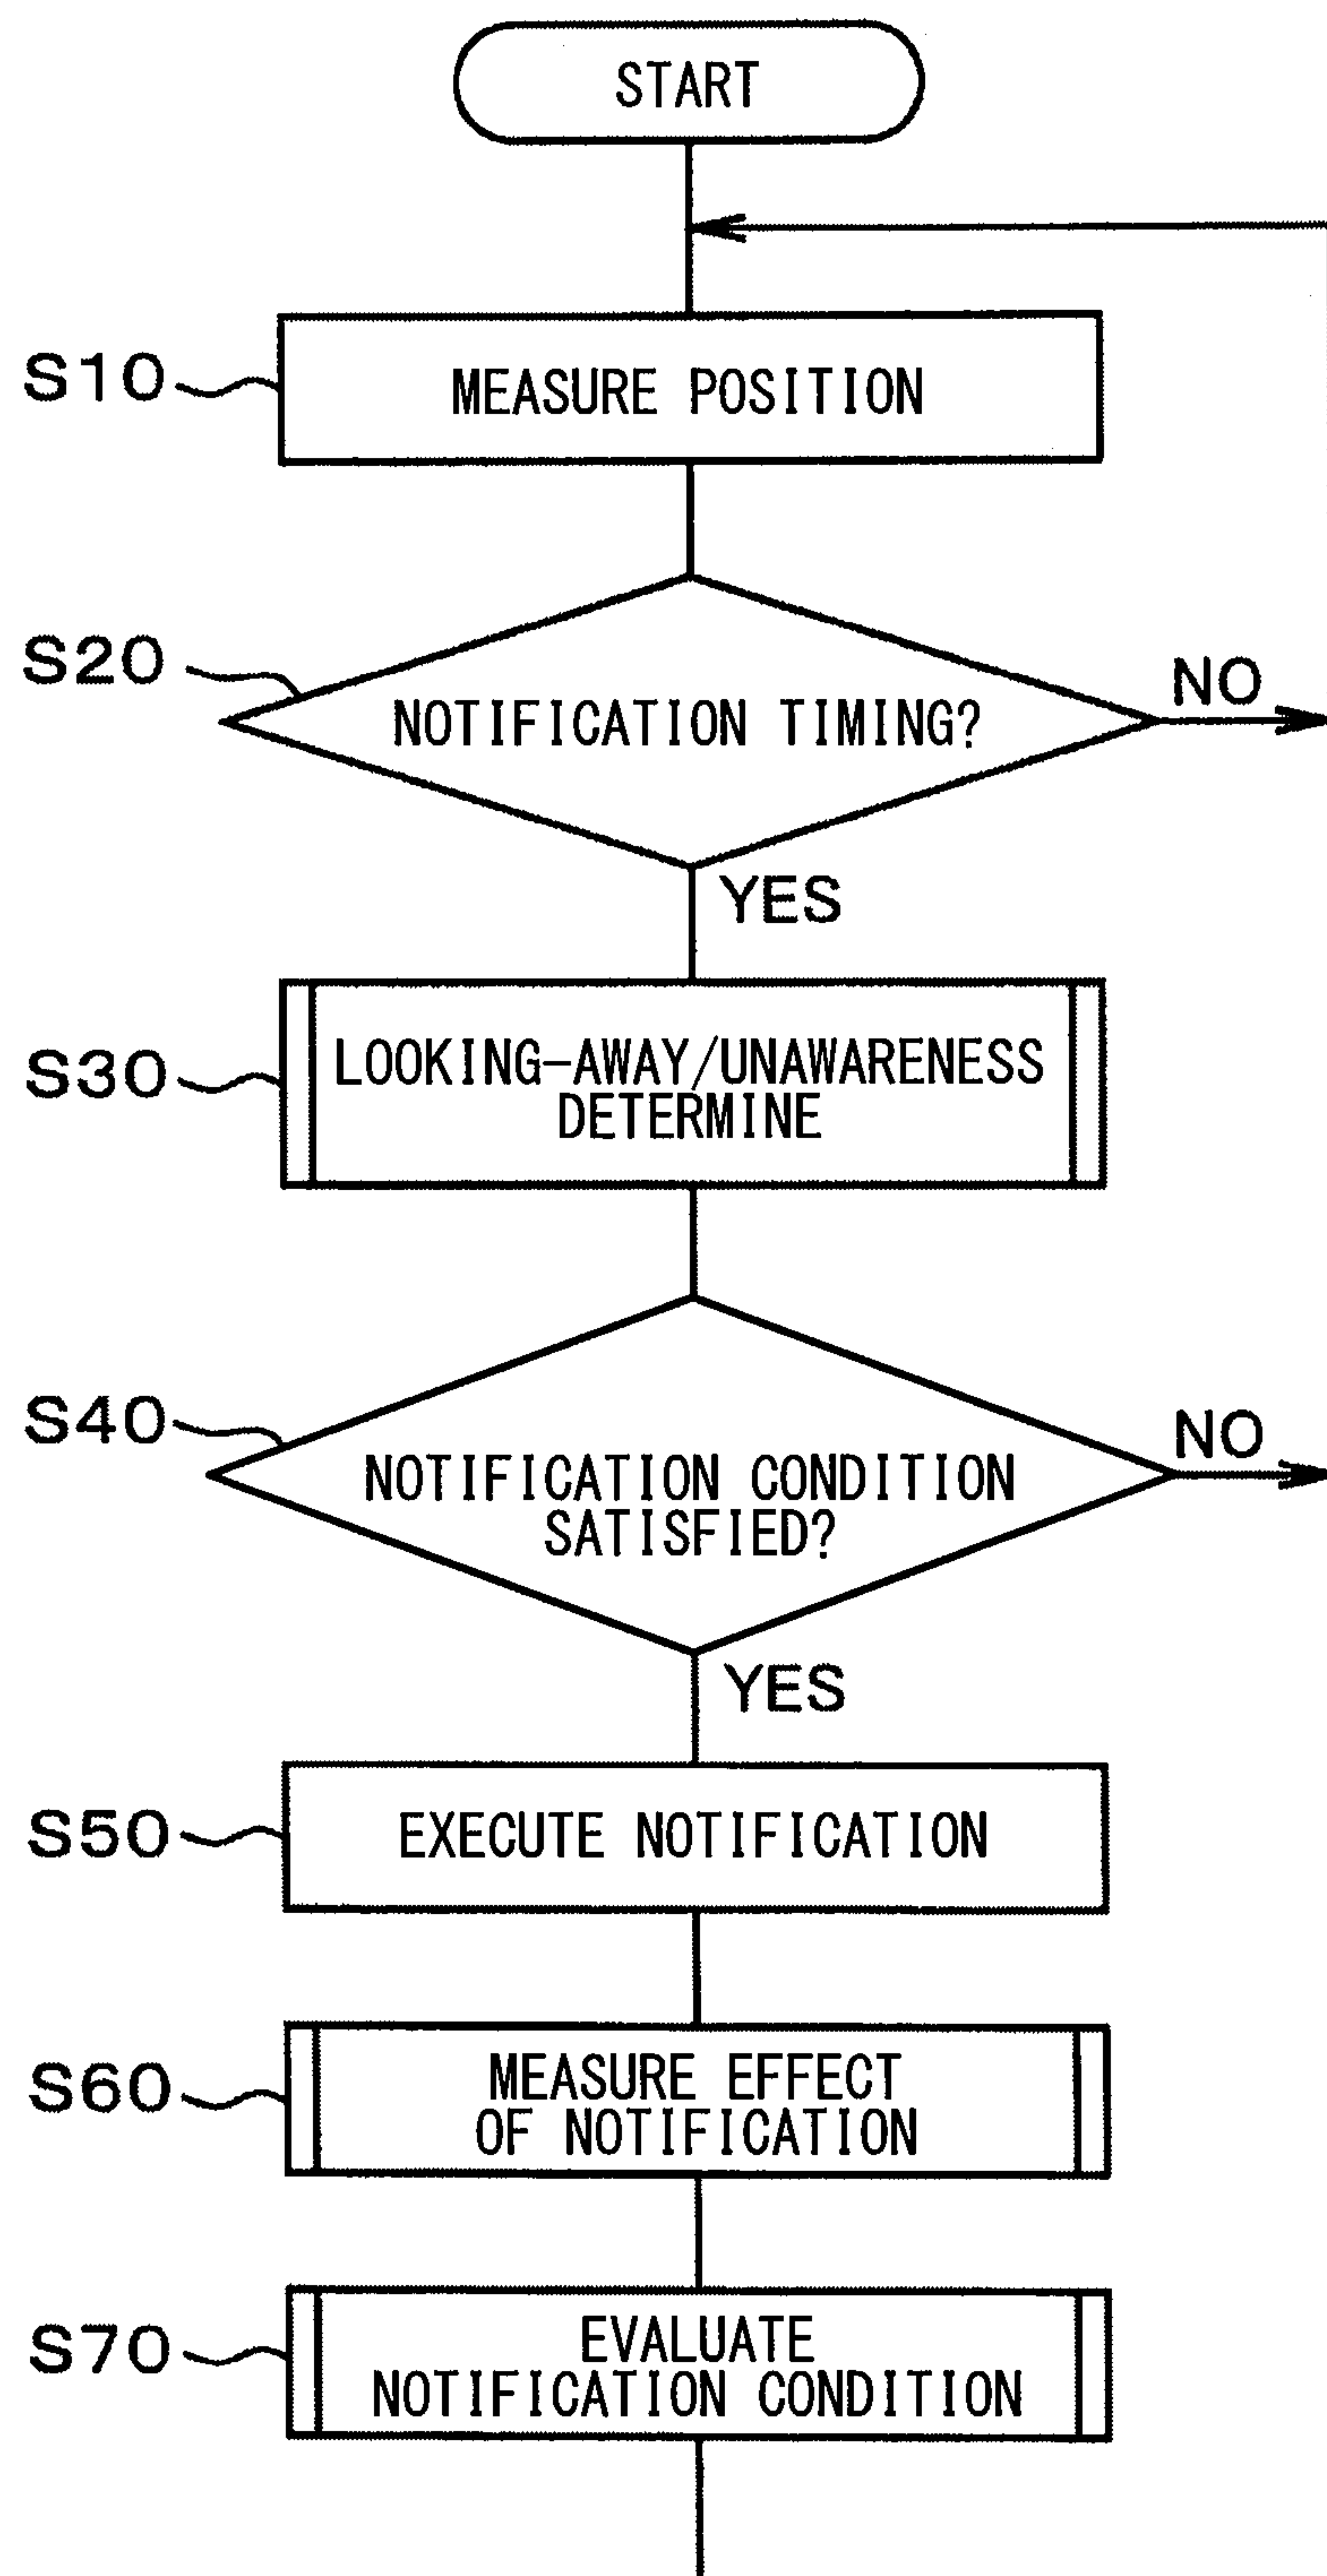 START
S10
MEASURE POSITION
S20
NOTIFICATION TIMING?
NO
YES
S30
LOOKING-AWAY/UNAWARENESS
DETERMINE
S40
NOTIFICATION CONDITION
SATISFIED?
NO
YES
S50
EXECUTE NOTIFICATION
S60
MEASURE EFFECT
OF NOTIFICATION
S70
EVALUATE
NOTIFICATION CONDITION